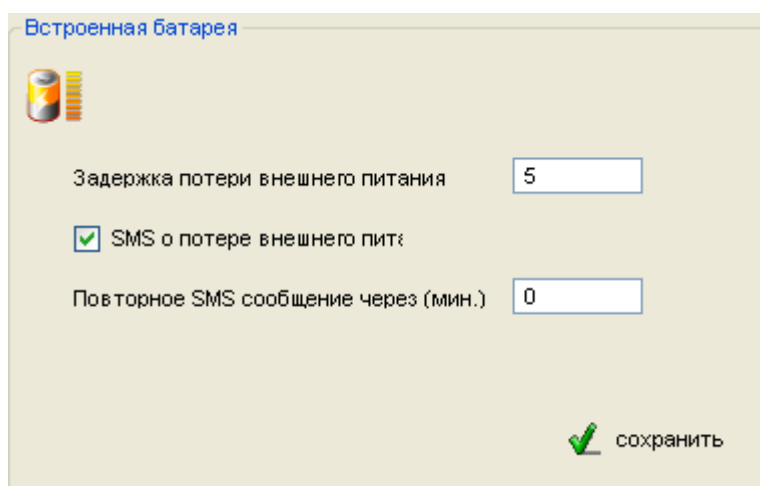 Встроенная батарея
Задержка потери внешнего питания 5
SMS о потере внешнего пита
Повторное SMS сообщение через (мин.) 0
сохранить